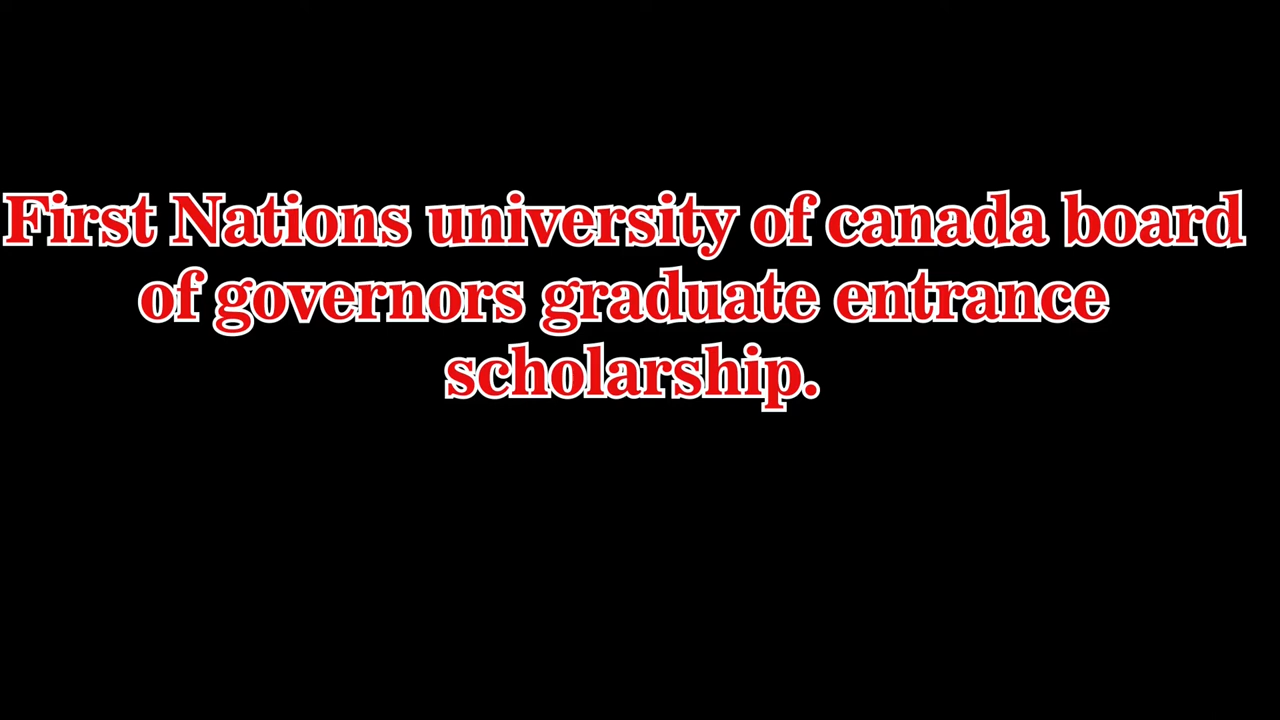 First Nations university of canada board
of governors graduate entrance
scholarship.